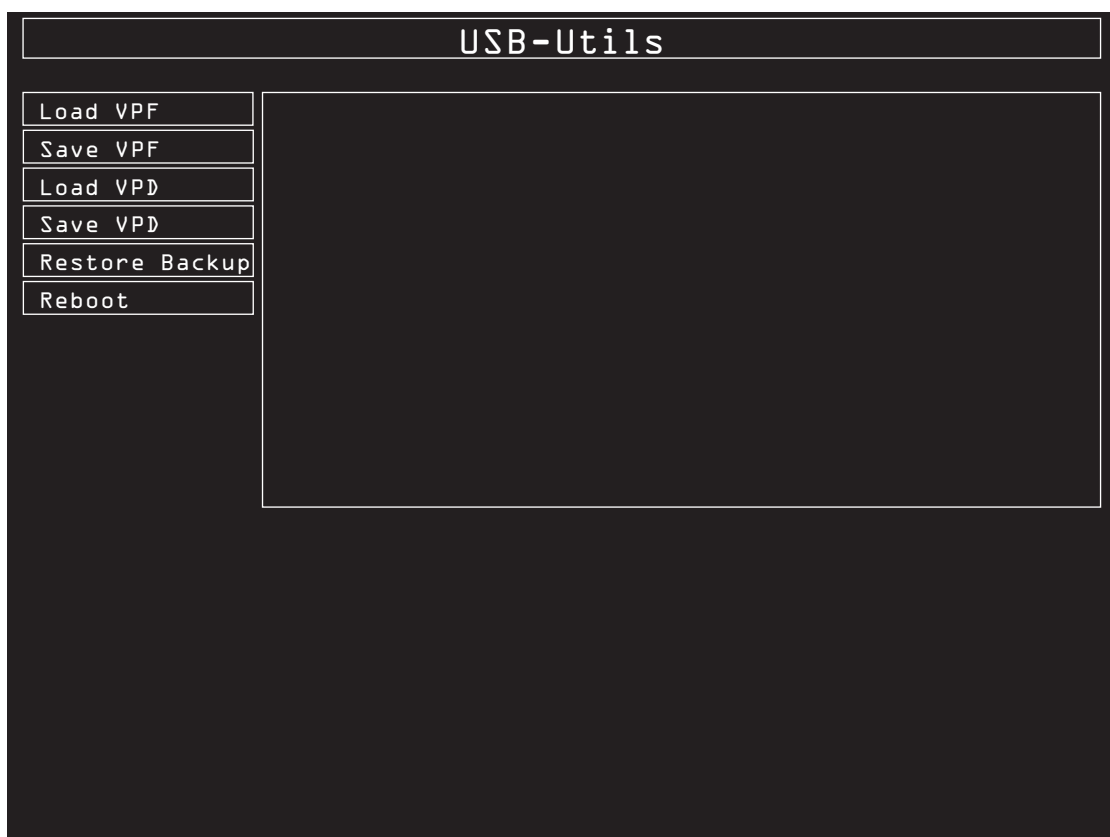 USB-Utils
Load VPF
Save VPF
Load VPD
Save VPD
Restore Backup
Reboot